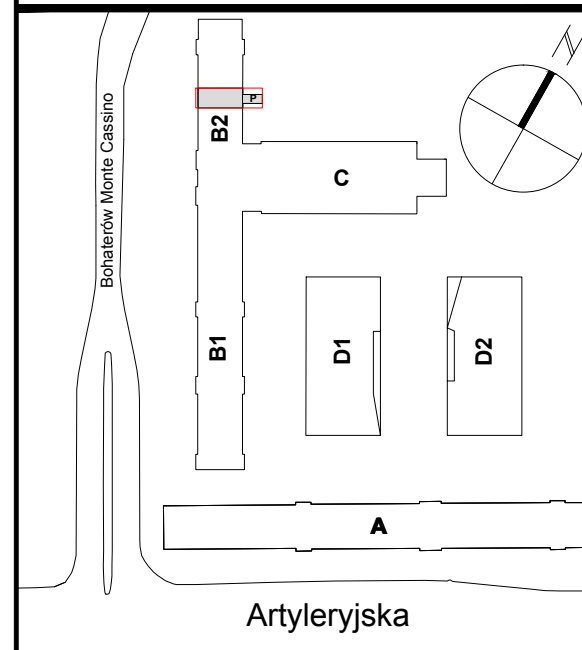 N
P
B2
Bohaterów Monte Cassino
C
B1
D1
D2
A
Artyleryjska